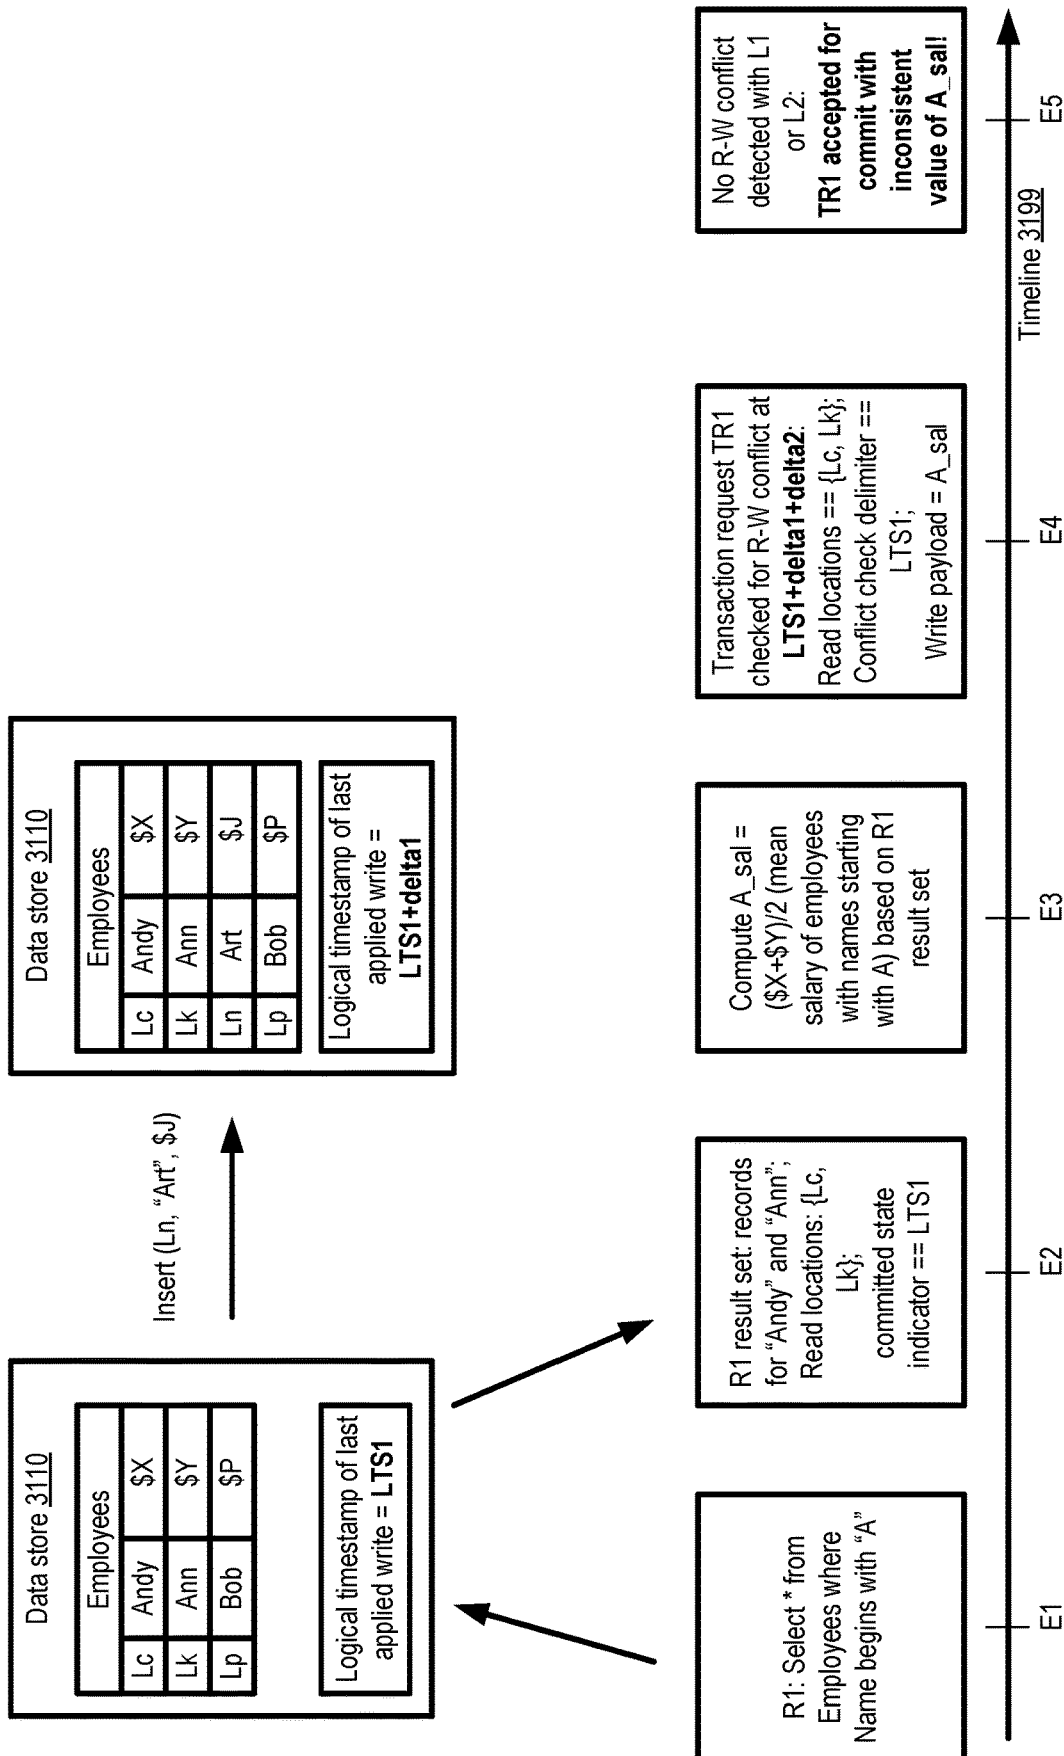 Data store 3110
Employees
Lc Andy $X
Lk Ann $Y
Lp Bob $P
Logical timestamp of last
applied write = LTS1
Insert (Ln, “Art”, $J)
Data store 3110
Employees
Lc Andy $X
Lk Ann $Y
Ln Art $J
Lp Bob $P
Logical timestamp of last
applied write =
LTS1+delta1
R1: Select * from
Employees where
Name begins with “A”
R1 result set: records
for “Andy” and “Ann”;
Read locations: {Lc,
Lk};
committed state
indicator == LTS1
Compute A_sal =
($X+$Y)/2 (mean
salary of employees
with names starting
with A) based on R1
result set
Transaction request TR1
checked for R-W conflict at
LTS1+delta1+delta2:
Read locations == {Lc, Lk};
Conflict check delimiter ==
LTS1;
Write payload = A_sal
No R-W conflict
detected with L1
or L2:
TR1 accepted for
commit with
inconsistent
value of A_sal!
Timeline 3199
E1
E2
E3
E4
E5